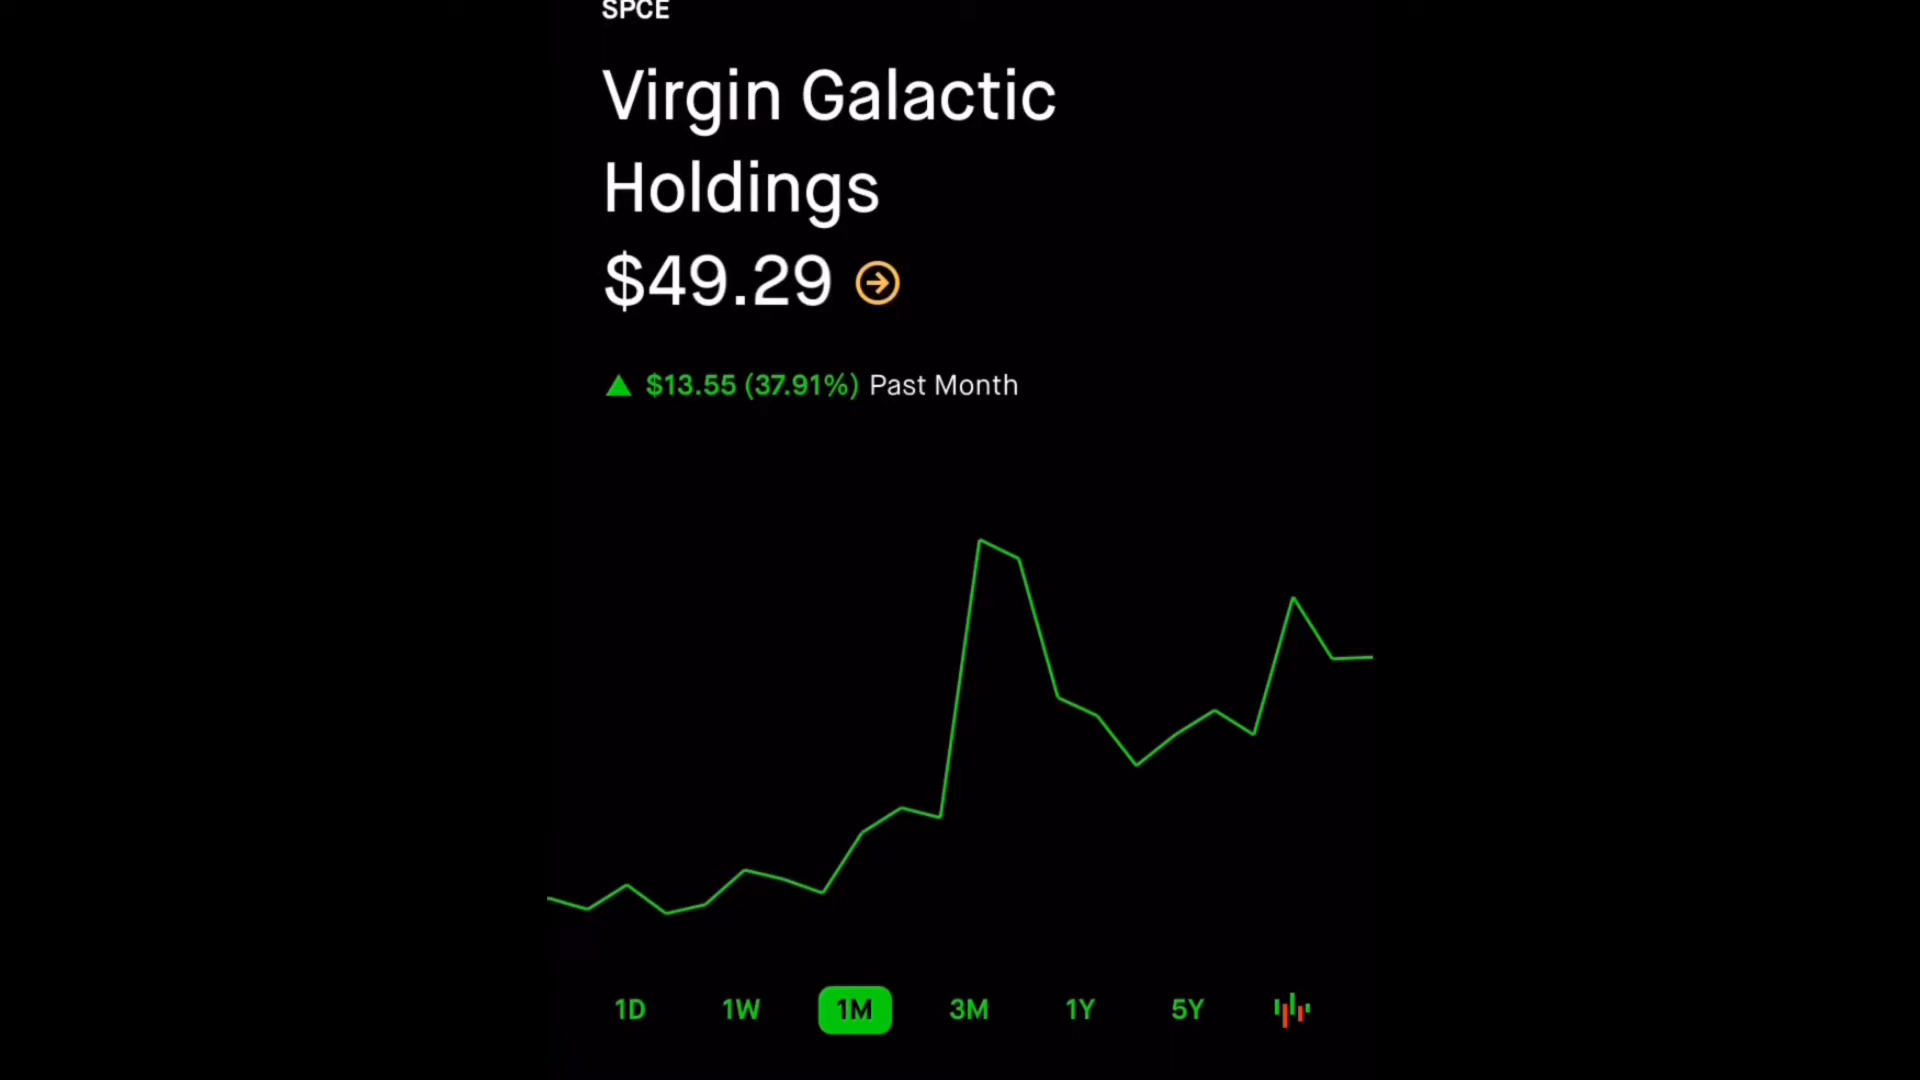 SPCE
Virgin Galactic
Holdings
$49.29
$13.55 (37.91%) Past Month
1D 1W 1M 3M 1Y 5Y